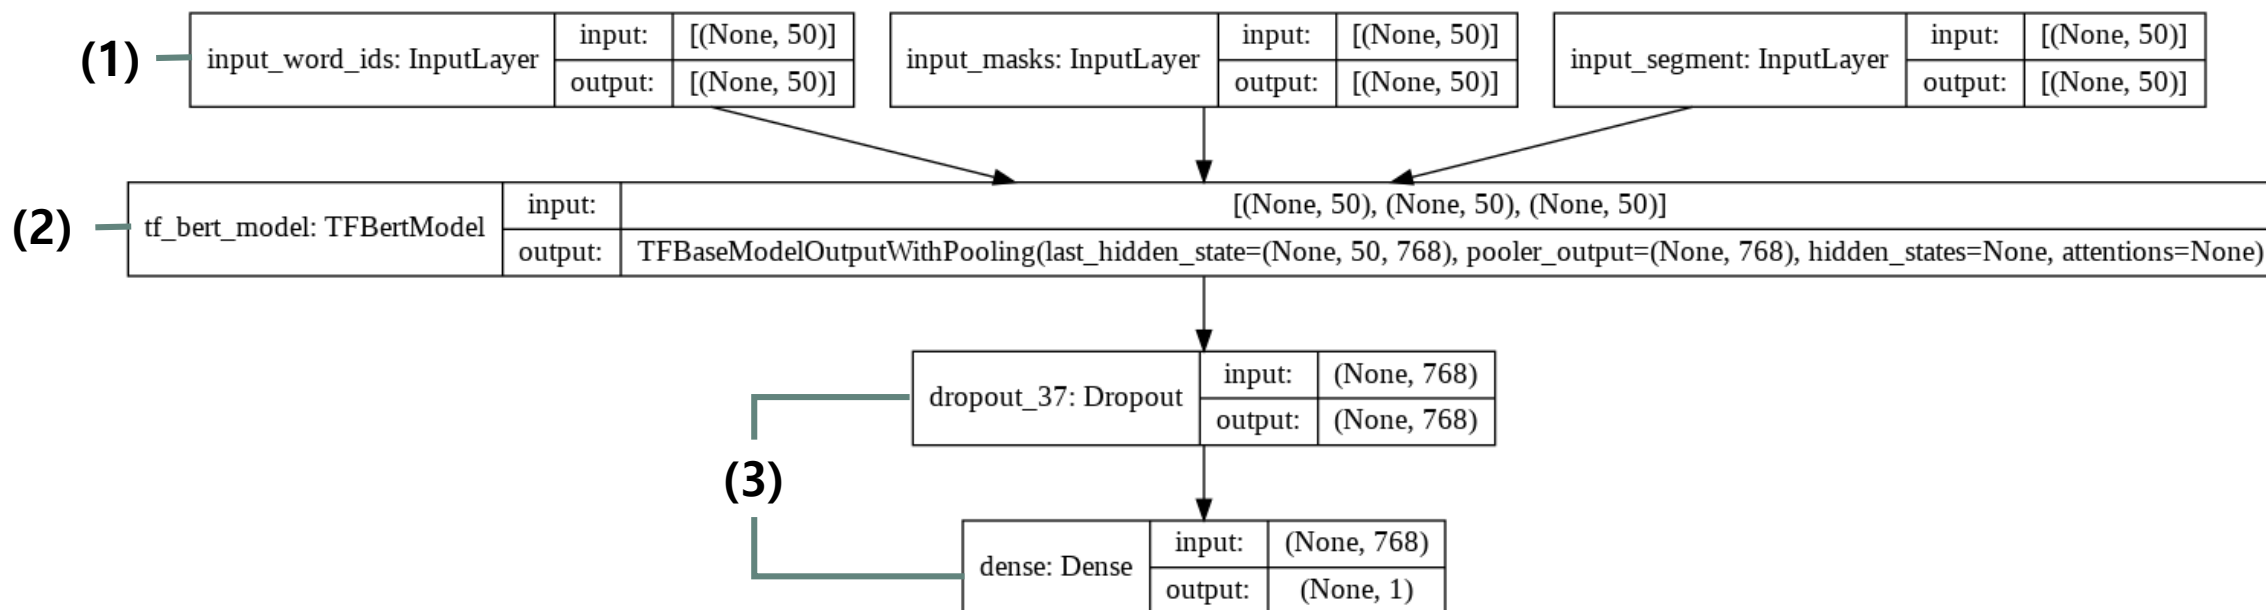 (1)
input_word_ids: InputLayer
input: [(None, 50)]
output: [(None, 50)]
input_masks: InputLayer
input: [(None, 50)]
output: [(None, 50)]
input_segment: InputLayer
input: [(None, 50)]
output: [(None, 50)]
(2)
tf_bert_model: TFBertModel
input: [(None, 50), (None, 50), (None, 50)]
output: TFBaseModelOutputWithPooling(last_hidden_state=(None, 50, 768), pooler_output=(None, 768), hidden_states=None, attentions=None)
(3)
dropout_37: Dropout
input: (None, 768)
output: (None, 768)
dense: Dense
input: (None, 768)
output: (None, 1)